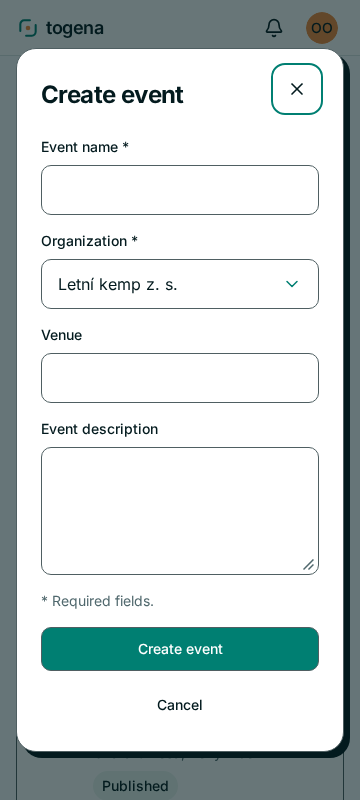 togena
OO
Create event
Event name *
Organization *
Letní kemp z. s.
Venue
Event description
* Required fields.
Create event
Cancel
Published